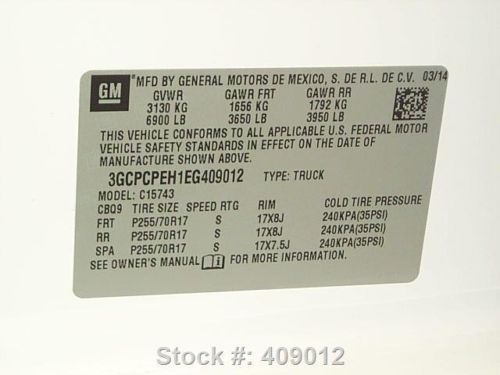 GM MFD BY GENERAL MOTORS DE MEXICO, S. DE R.L. DE C.V. 03/14
GVWR GAWR FRT GAWR RR
3130 KG 1656 KG 1792 KG
6900 LB 3650 LB 3950 LB
THIS VEHICLE CONFORMS TO ALL APPLICABLE U.S. FEDERAL MOTOR
VEHICLE SAFETY STANDARDS IN EFFECT ON THE DATE OF
MANUFACTURE SHOWN ABOVE.
3GCPCPEH1EG409012 TYPE: TRUCK
MODEL: C15743
CBQ9 TIRE SIZE SPEED RTG RIM COLD TIRE PRESSURE
FRT P255/70R17 S 17X8J 240KPA(35PSI)
RR P255/70R17 S 17X8J 240KPA(35PSI)
SPA P255/70R17 S 17X7.5J 240KPA(35PSI)
SEE OWNER'S MANUAL FOR MORE INFORMATION.
Stock #: 409012